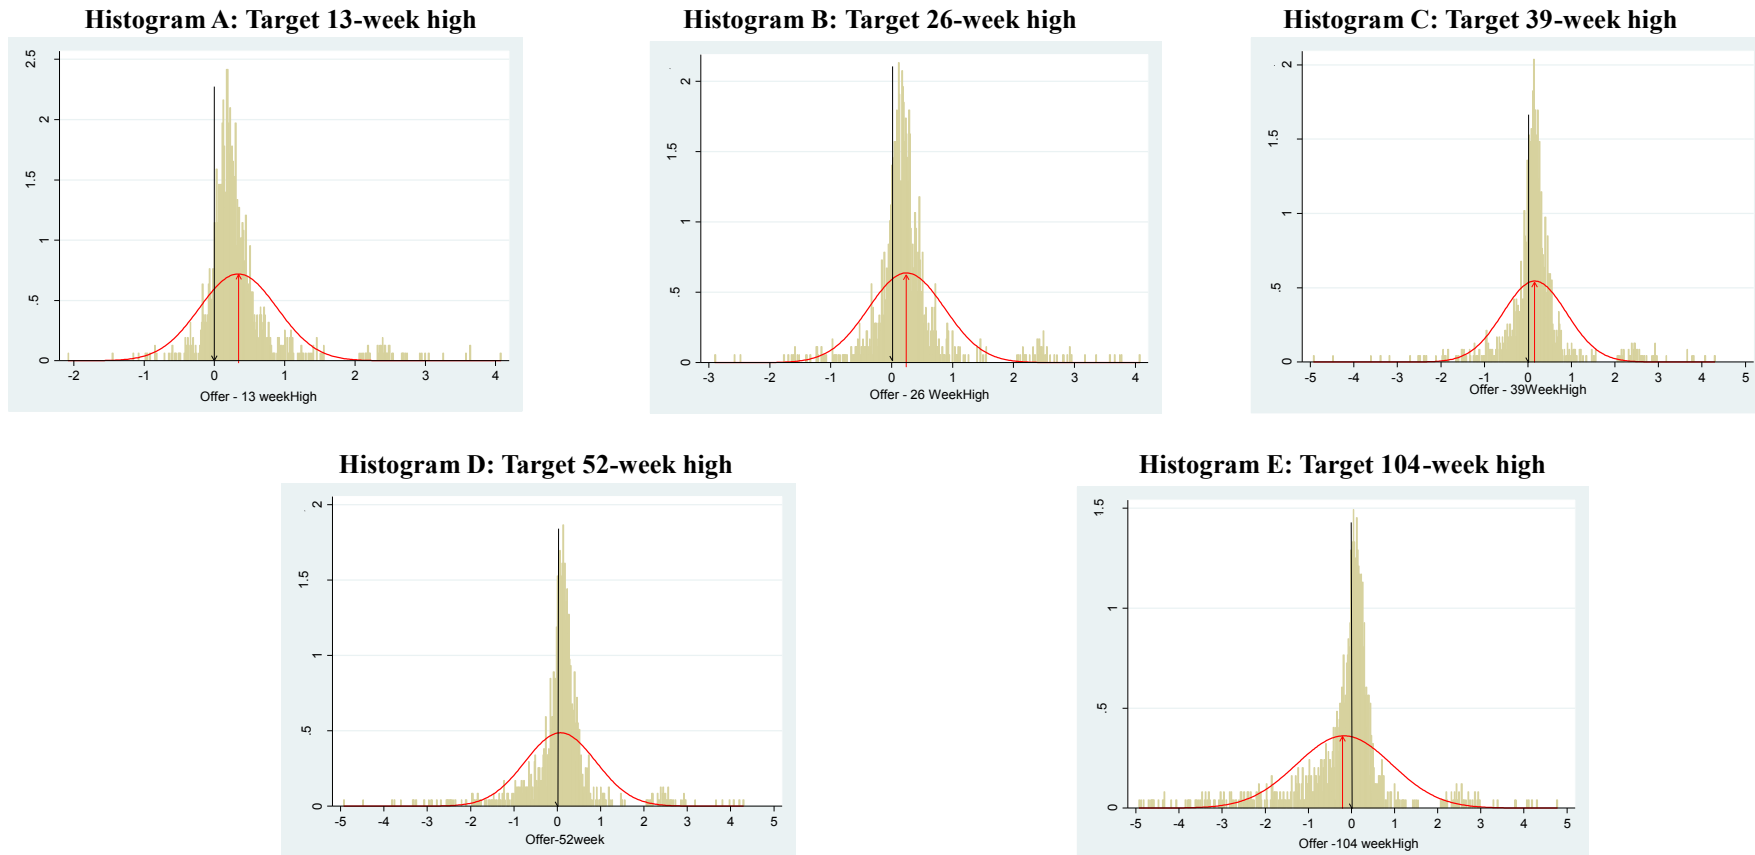 Histogram A: Target 13-week high
2.5
2
1.5
1
.5
0
-2 -1 0 1 2 3 4
Offer - 13 weekHigh
Histogram B: Target 26-week high
2
1.5
1
.5
0
-3 -2 -1 0 1 2 3 4
Offer - 26 WeekHigh
Histogram C: Target 39-week high
2
1.5
1
.5
0
-5 -4 -3 -2 -1 0 1 2 3 4 5
Offer - 39WeekHigh
Histogram D: Target 52-week high
2
1.5
1
.5
0
-5 -4 -3 -2 -1 0 1 2 3 4 5
Offer-52week
Histogram E: Target 104-week high
1.5
1
.5
0
-5 -4 -3 -2 -1 0 1 2 3 4 5
Offer -104 weekHigh